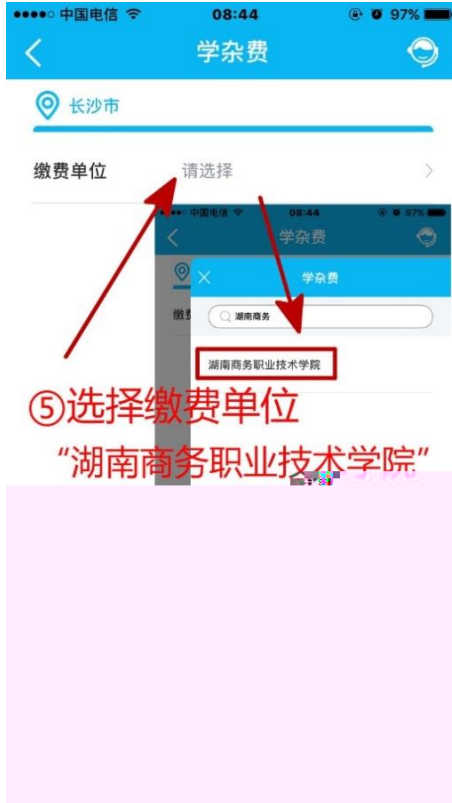 中国电信 08:44 97%
学杂费
长沙市
缴费单位 请选择
中国电信 08:44 97%
学杂费
学杂费
缴费
湖南商务
湖南商务职业技术学院
⑤选择缴费单位
“湖南商务职业技术学院”